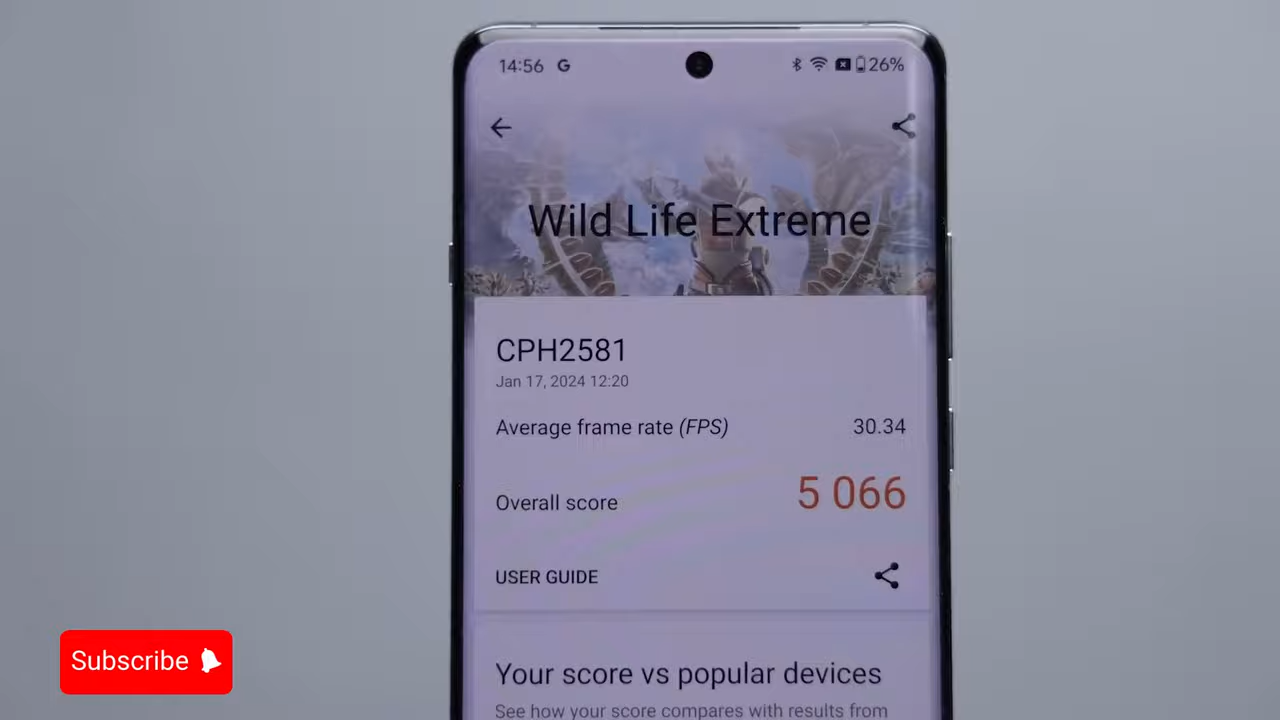 14:56 G 26%
Wild Life Extreme
CPH2581
Jan 17, 2024 12:20
Average frame rate (FPS) 30.34
Overall score 5 066
USER GUIDE
Subscribe
Your score vs popular devices
See how your score compares with results from